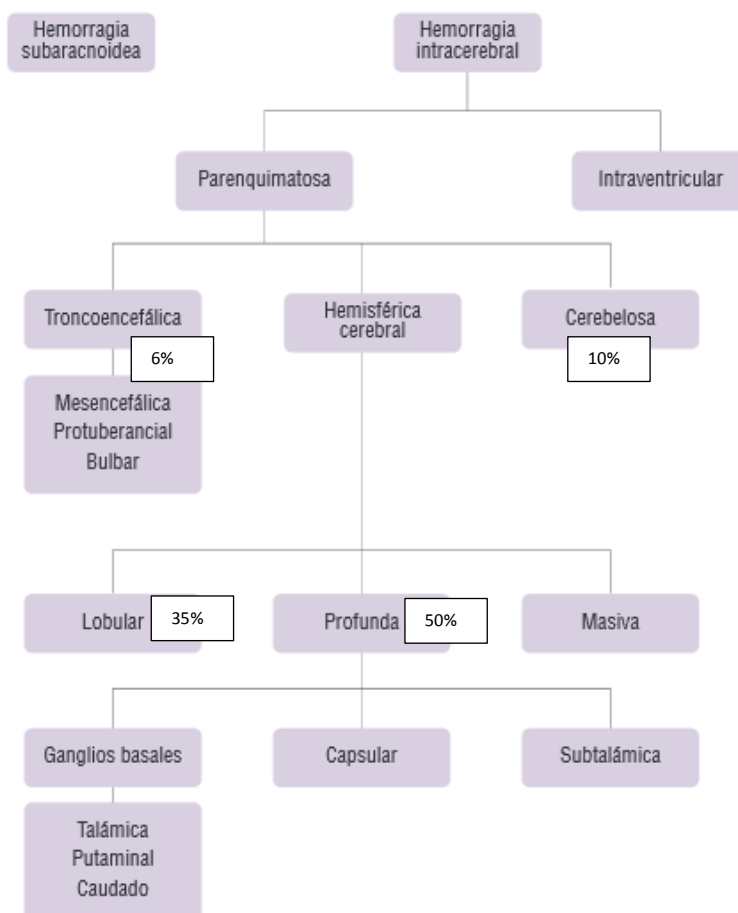 Hemorragia
subaracnoidea
Hemorragia
intracerebral
Parenquimatosa
Intraventricular
Troncoencefálica
Hemisférica
cerebral
Cerebelosa
6%
10%
Mesencefálica
Protuberancial
Bulbar
Lobular
35%
Profunda
50%
Masiva
Ganglios basales
Capsular
Subtalámica
Talámica
Putaminal
Caudado